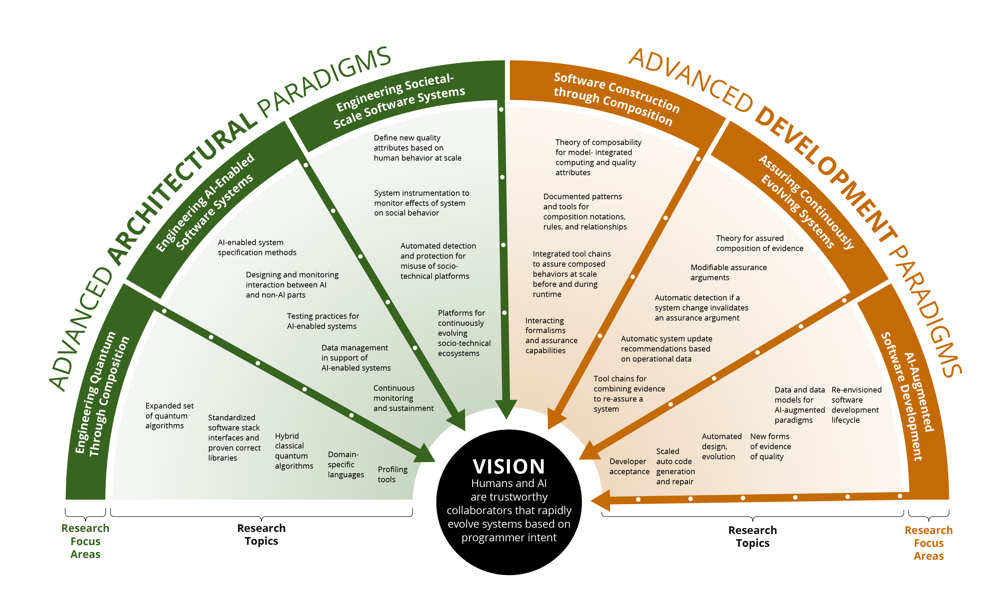 ADVANCED ARCHITECTURAL PARADIGMS
ADVANCED DEVELOPMENT PARADIGMS
Engineering Quantum
Through Composition
Expanded set
of quantum
algorithms
Standardized
software stack
interfaces and
proven correct
libraries
Hybrid
classical
quantum
algorithms
Domain-
specific
languages
Profiling
tools
Engineering AI-Enabled
Software Systems
AI-enabled system
specification methods
Designing and monitoring
interaction between AI
and non-AI parts
Testing practices for
AI-enabled systems
Data management
in support of
AI-enabled systems
Continuous
monitoring
and sustainment
Engineering Societal-
Scale Software Systems
Define new quality
attributes based on
human behavior at scale
System instrumentation to
monitor effects of system
on social behavior
Automated detection
and protection for
misuse of socio-
technical platforms
Platforms for
continuously
evolving
socio-technical
ecosystems
Software Construction
through Composition
Theory of composability
for model- integrated
computing and quality
attributes
Documented patterns
and tools for
composition notations,
rules, and relationships
Integrated tool chains
to assure composed
behaviors at scale
before and during
runtime
Interacting
formalisms
and assurance
capabilities
Assuring Continuously
Evolving Systems
Theory for assured
composition of evidence
Modifiable assurance
arguments
Automatic detection if a
system change invalidates
an assurance argument
Automatic system update
recommendations based
on operational data
Tool chains for
combining evidence
to re-assure a
system
AI-Augmented
Software Development
Re-envisioned
software
development
lifecycle
Data and data
models for
AI-augmented
paradigms
New forms
of evidence
of quality
Automated
design,
evolution
Scaled
auto code
generation
and repair
Developer
acceptance
VISION
Humans and AI
are trustworthy
collaborators that rapidly
evolve systems based on
programmer intent
Research
Focus
Areas
Research
Topics
Research
Topics
Research
Focus
Areas